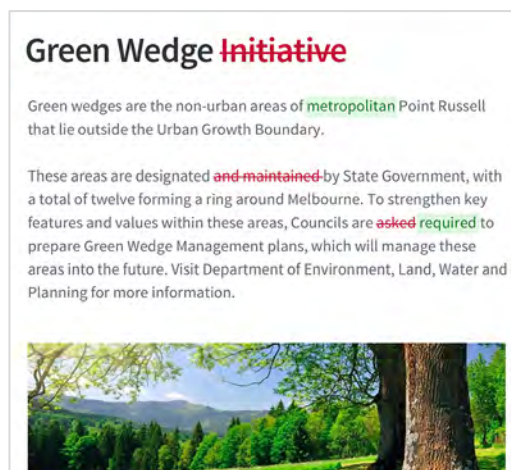 Green Wedge Initiative
Green wedges are the non-urban areas of metropolitan Point Russell
that lie outside the Urban Growth Boundary.
These areas are designated and maintained by State Government, with
a total of twelve forming a ring around Melbourne. To strengthen key
features and values within these areas, Councils are asked required to
prepare Green Wedge Management plans, which will manage these
areas into the future. Visit Department of Environment, Land, Water and
Planning for more information.